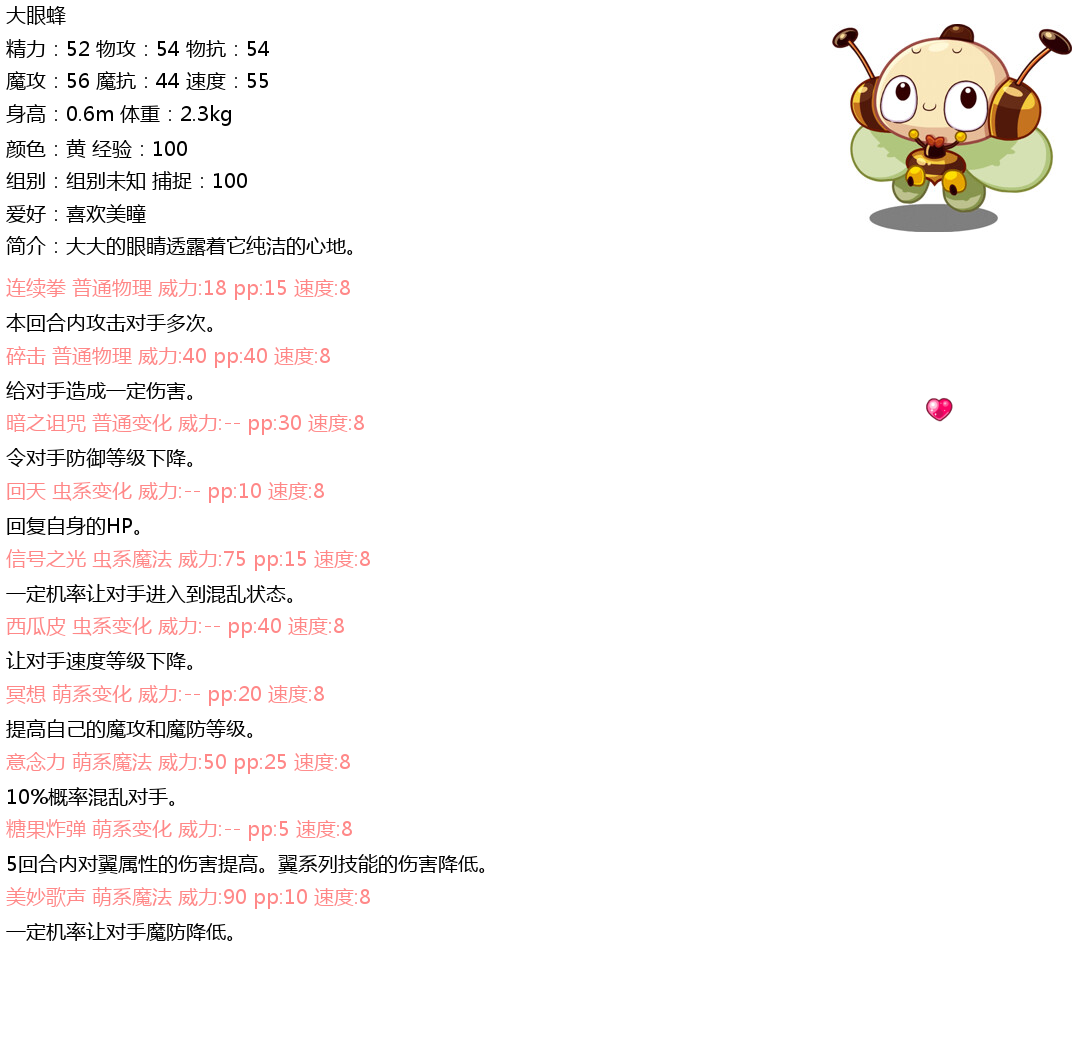 大眼蜂
精力：52 物攻：54 物抗：54
魔攻：56 魔抗：44 速度：55
身高：0.6m 体重：2.3kg
颜色：黄 经验：100
组别：组别未知 捕捉：100
爱好：喜欢美瞳
简介：大大的眼睛透露着它纯洁的心地。
连续拳 普通物理 威力:18 pp:15 速度:8
本回合内攻击对手多次。
碎击 普通物理 威力:40 pp:40 速度:8
给对手造成一定伤害。
暗之诅咒 普通变化 威力:-- pp:30 速度:8
令对手防御等级下降。
回天 虫系变化 威力:-- pp:10 速度:8
回复自身的HP。
信号之光 虫系魔法 威力:75 pp:15 速度:8
一定机率让对手进入到混乱状态。
西瓜皮 虫系变化 威力:-- pp:40 速度:8
让对手速度等级下降。
冥想 萌系变化 威力:-- pp:20 速度:8
提高自己的魔攻和魔防等级。
意念力 萌系魔法 威力:50 pp:25 速度:8
10%概率混乱对手。
糖果炸弹 萌系变化 威力:-- pp:5 速度:8
5回合内对翼属性的伤害提高。翼系列技能的伤害降低。
美妙歌声 萌系魔法 威力:90 pp:10 速度:8
一定机率让对手魔防降低。